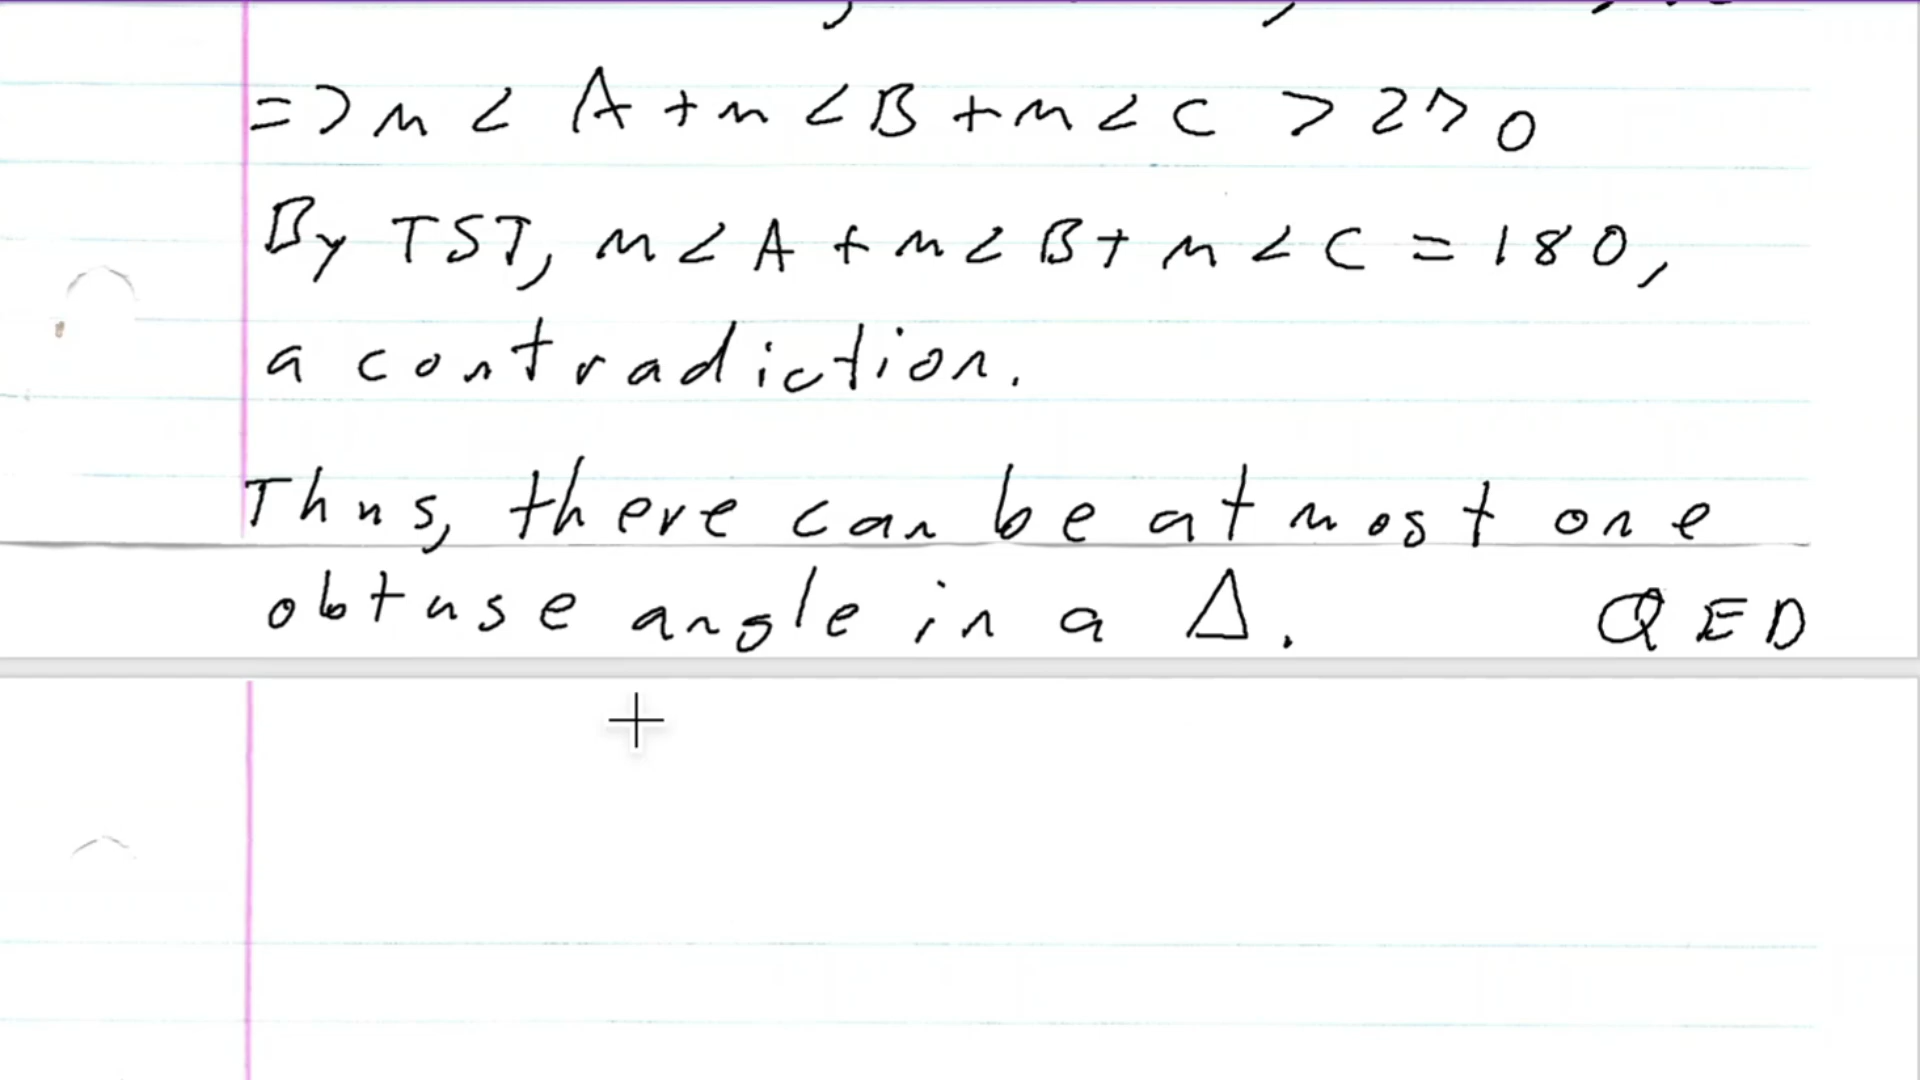 => m∠A + m∠B + m∠C > 270
By TST, m∠A + m∠B + m∠C = 180,
a contradiction.
Thus, there can be at most one
obtuse angle in a Δ. QED